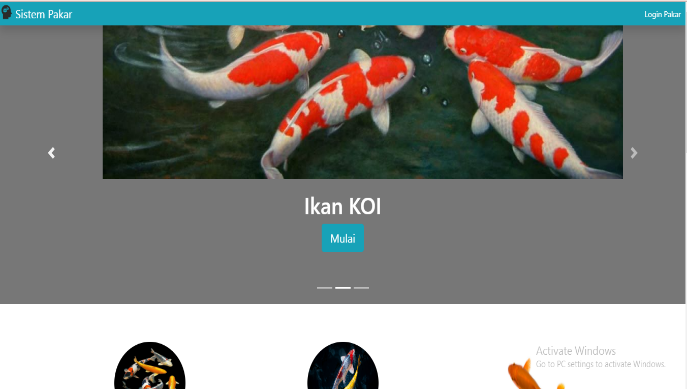 Sistem Pakar
Login Pakar
Ikan KOI
Mulai
Activate Windows
Go to PC settings to activate Windows.